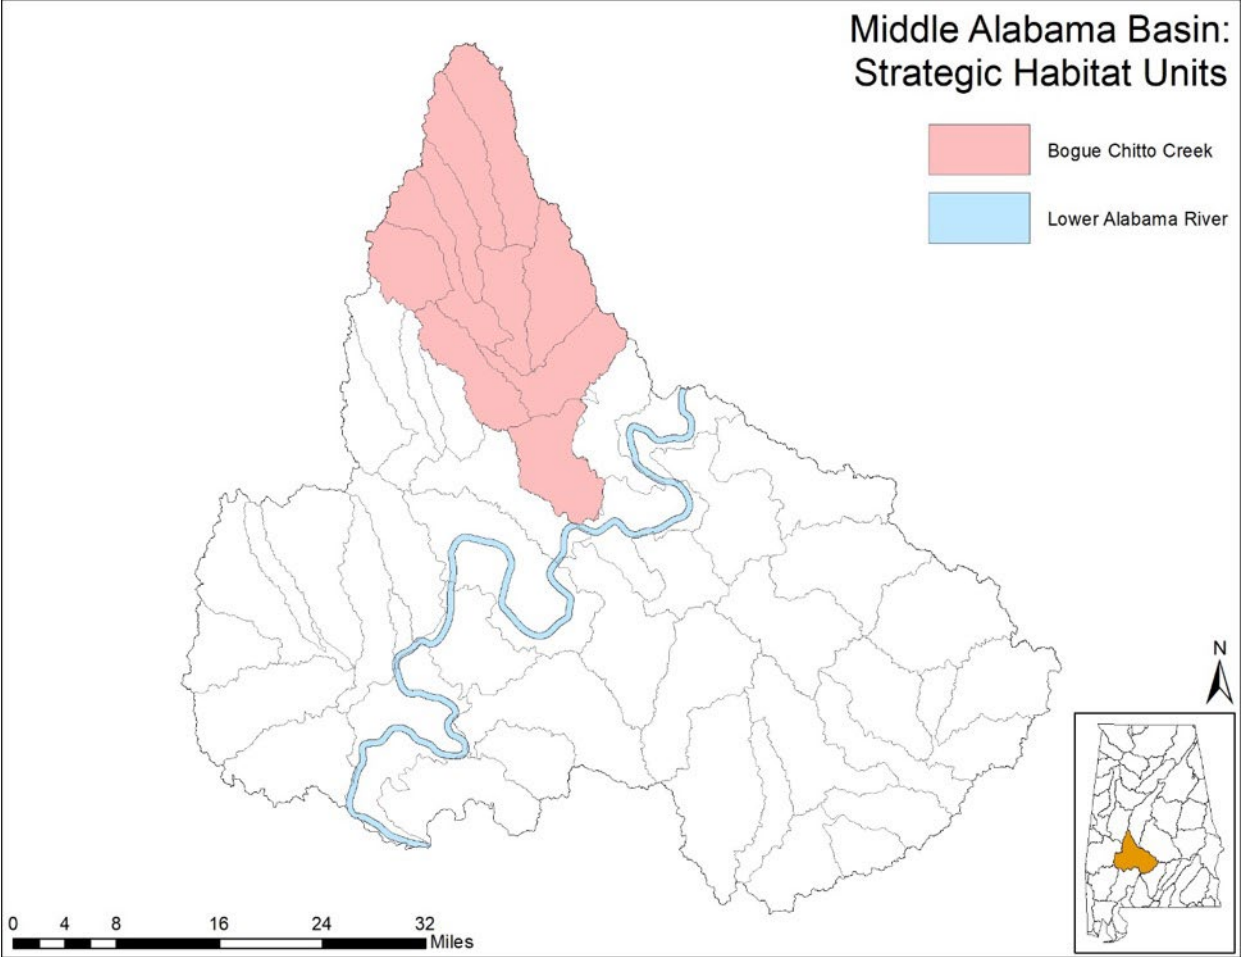 Middle Alabama Basin:
Strategic Habitat Units
Bogue Chitto Creek
Lower Alabama River
N
0 4 8 16 24 32
Miles